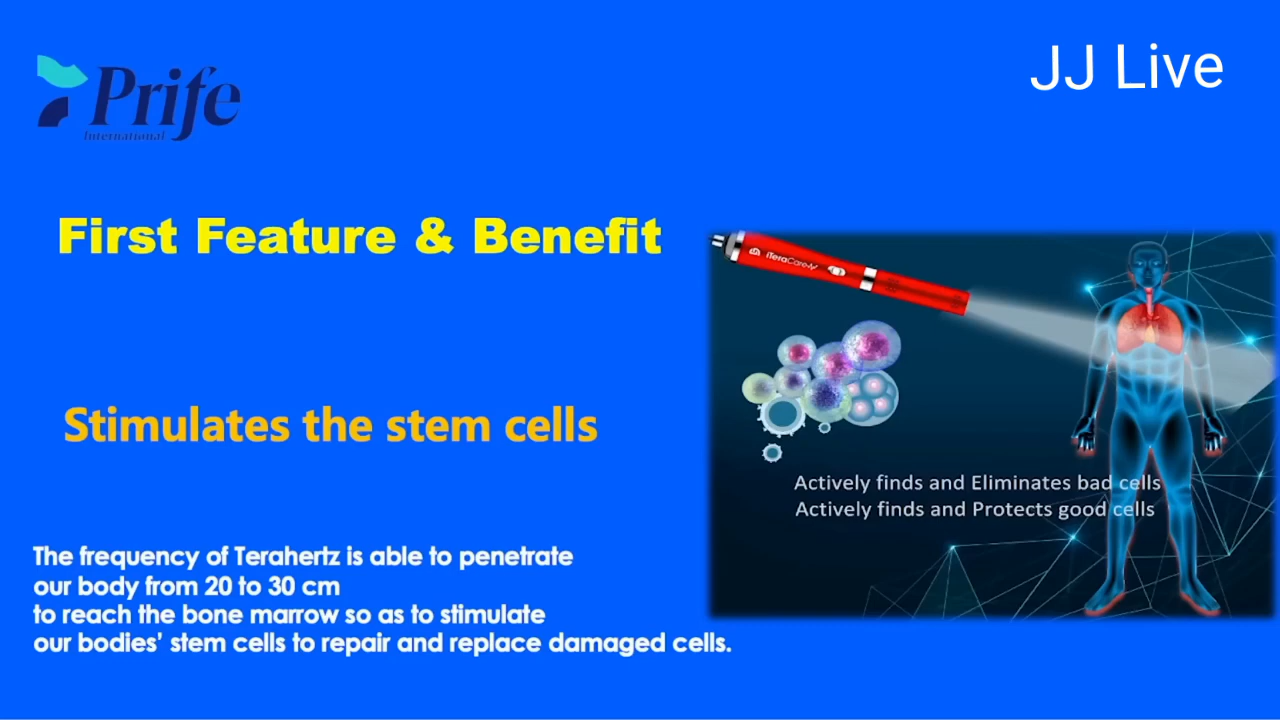 Prife
International
JJ Live
First Feature & Benefit
iTeraCare
Stimulates the stem cells
Actively finds and Eliminates bad cells
Actively finds and Protects good cells
The frequency of Terahertz is able to penetrate
our body from 20 to 30 cm
to reach the bone marrow so as to stimulate
our bodies' stem cells to repair and replace damaged cells.